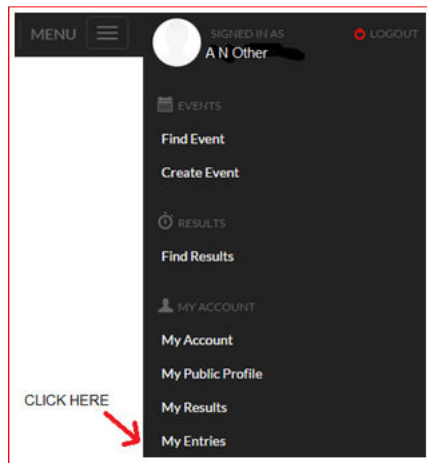 MENU
SIGNED IN AS
LOGOUT
A N Other
EVENTS
Find Event
Create Event
RESULTS
Find Results
MY ACCOUNT
My Account
My Public Profile
My Results
CLICK HERE
My Entries